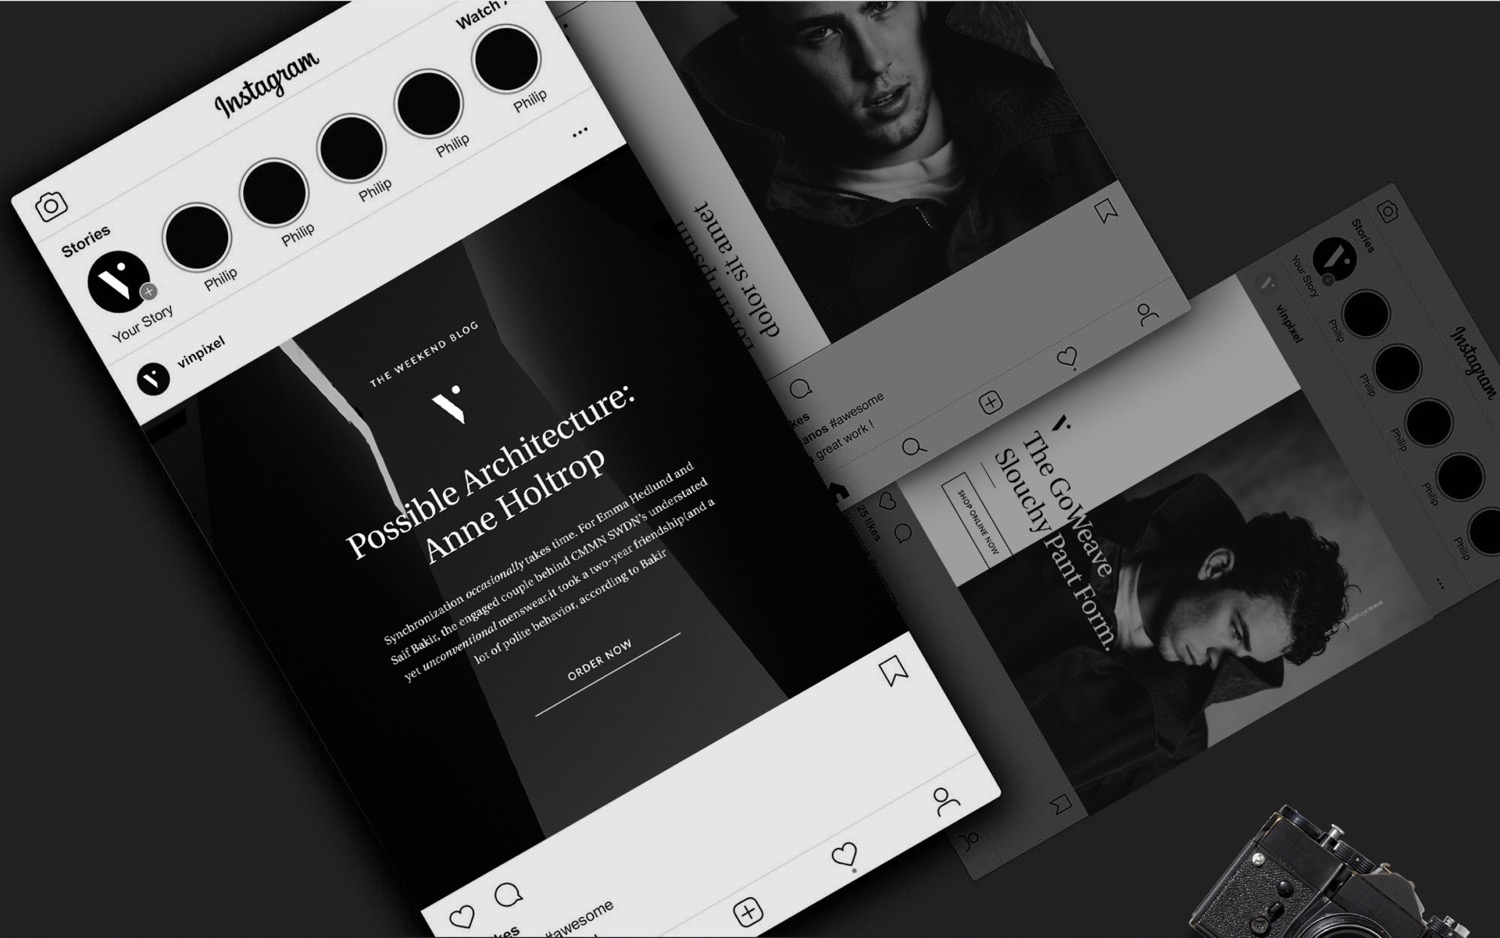 Instagram
Stories
Watch
Your Story
Philip
Philip
Philip
Philip
Philip
vinpixel
THE WEEKEND BLOG
Possible Architecture:
Anne Holtrop
Synchronization occasionally takes time. For Emma Hedlund and
Saif Bakir, the engaged couple behind CMMN SWDN's understated
yet unconventional menswear,it took a two-year friendship(and a
lot of polite behavior, according to Bakir
ORDER NOW
#awesome
Lorem ipsum
dolor sit amet
kes
anos #awesome
great work !
Instagram
Stories
Your Story
Philip
Philip
Philip
Philip
Philip
vinpixel
The GoWeave
Slouchy Pant Form.
SHOP ONLINE NOW
25 likes